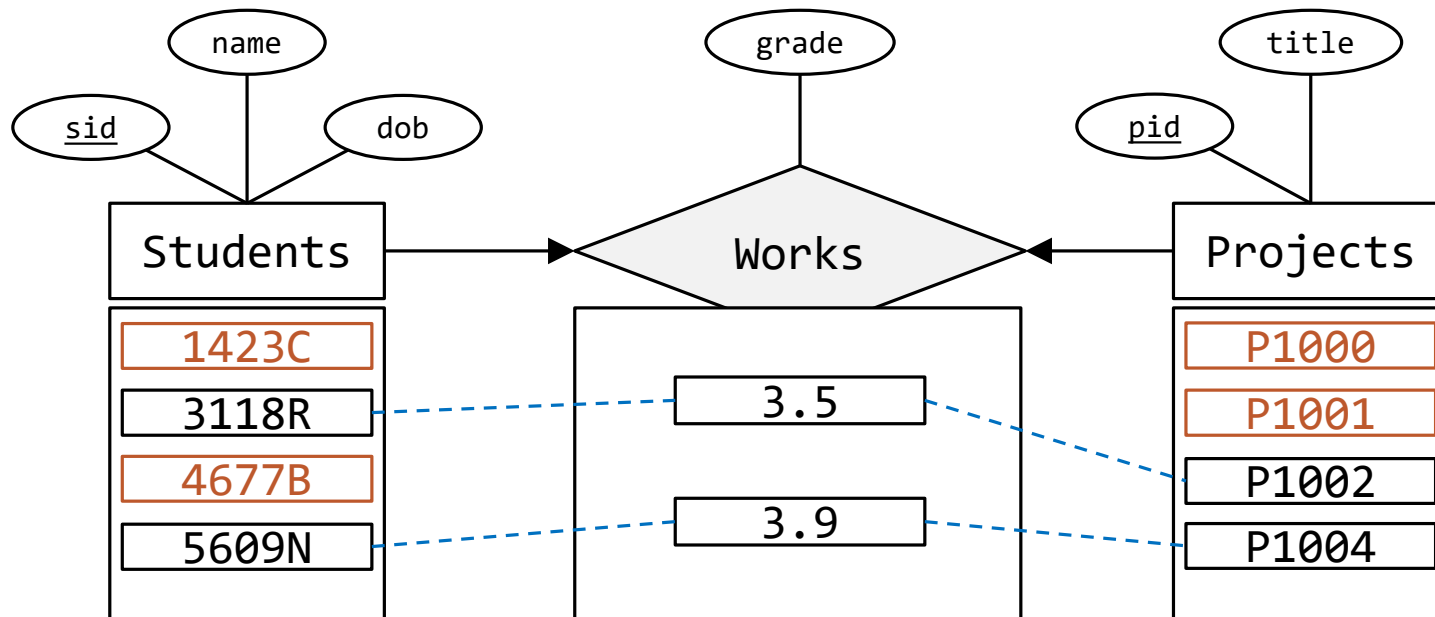 name
grade
title
sid
dob
pid
Students
Works
Projects
1423C
P1000
3118R
3.5
P1001
4677B
P1002
5609N
3.9
P1004